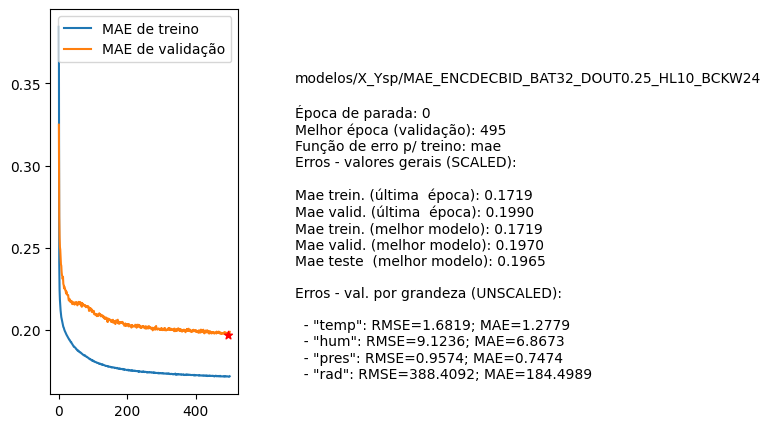 MAE de treino
MAE de validação
0.35
0.30
0.25
0.20
0
200
400
modelos/X_Ysp/MAE_ENCDECBID_BAT32_DOUT0.25_HL10_BCKW24
Época de parada: 0
Melhor época (validação): 495
Função de erro p/ treino: mae
Erros - valores gerais (SCALED):
Mae trein. (última  época): 0.1719
Mae valid. (última  época): 0.1990
Mae trein. (melhor modelo): 0.1719
Mae valid. (melhor modelo): 0.1970
Mae teste  (melhor modelo): 0.1965
Erros - val. por grandeza (UNSCALED):
- "temp": RMSE=1.6819; MAE=1.2779
- "hum": RMSE=9.1236; MAE=6.8673
- "pres": RMSE=0.9574; MAE=0.7474
- "rad": RMSE=388.4092; MAE=184.4989